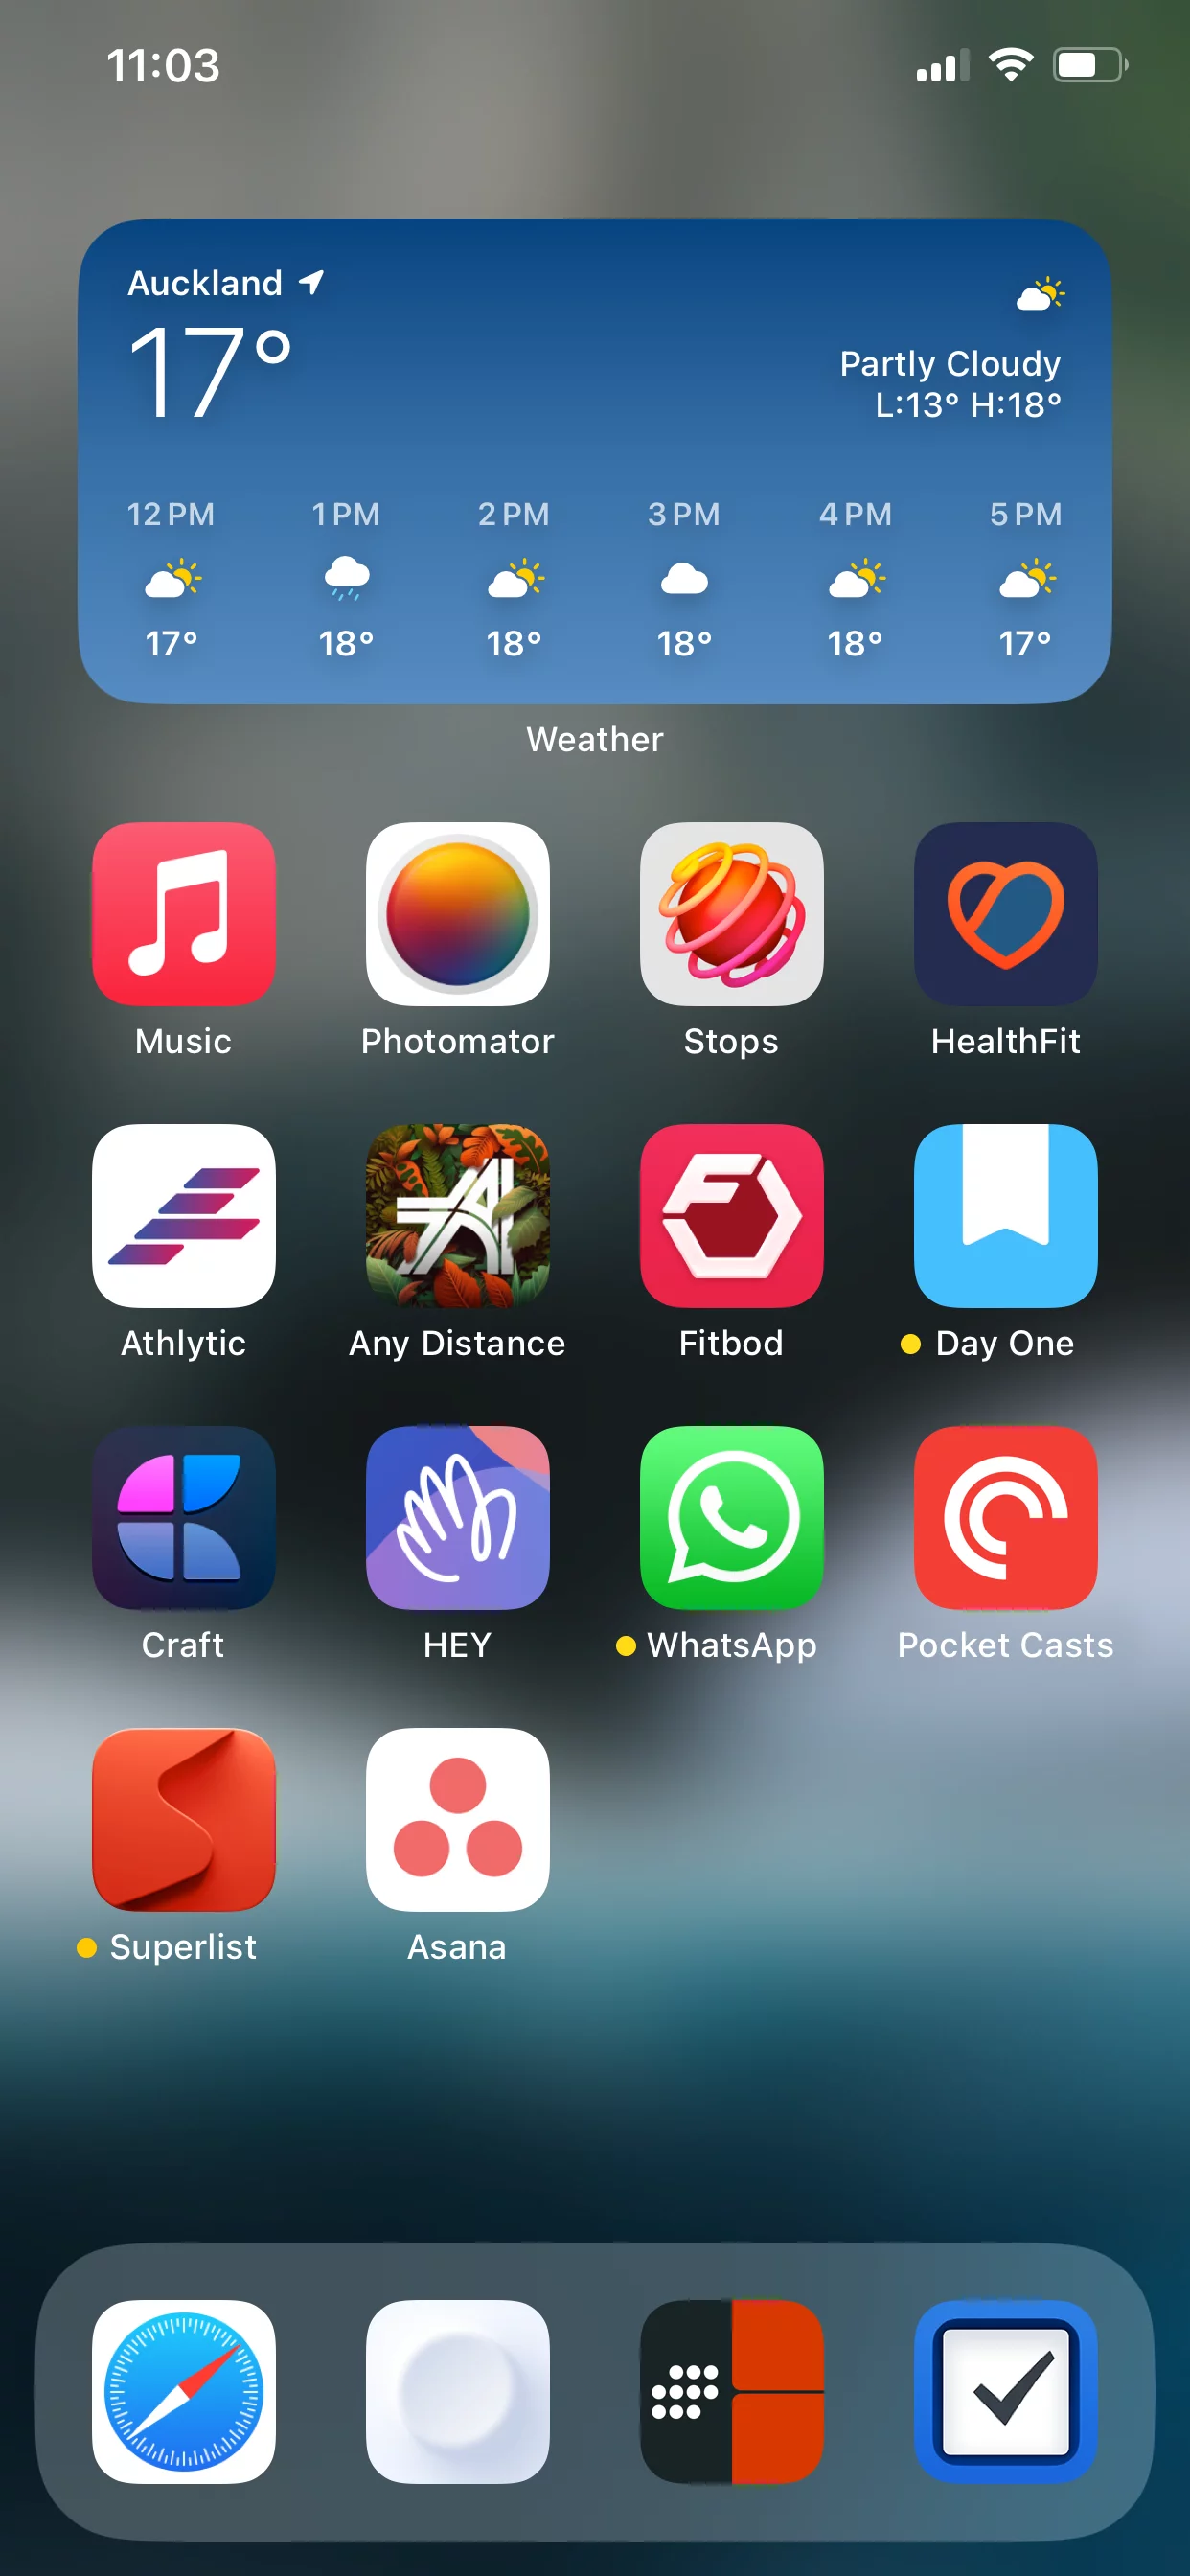 11:03
Auckland
17°
Partly Cloudy
L:13° H:18°
12 PM 1 PM 2 PM 3 PM 4 PM 5 PM
17° 18° 18° 18° 18° 17°
Weather
Music Photomator Stops HealthFit
Athlytic Any Distance Fitbod Day One
Craft HEY WhatsApp Pocket Casts
Superlist Asana